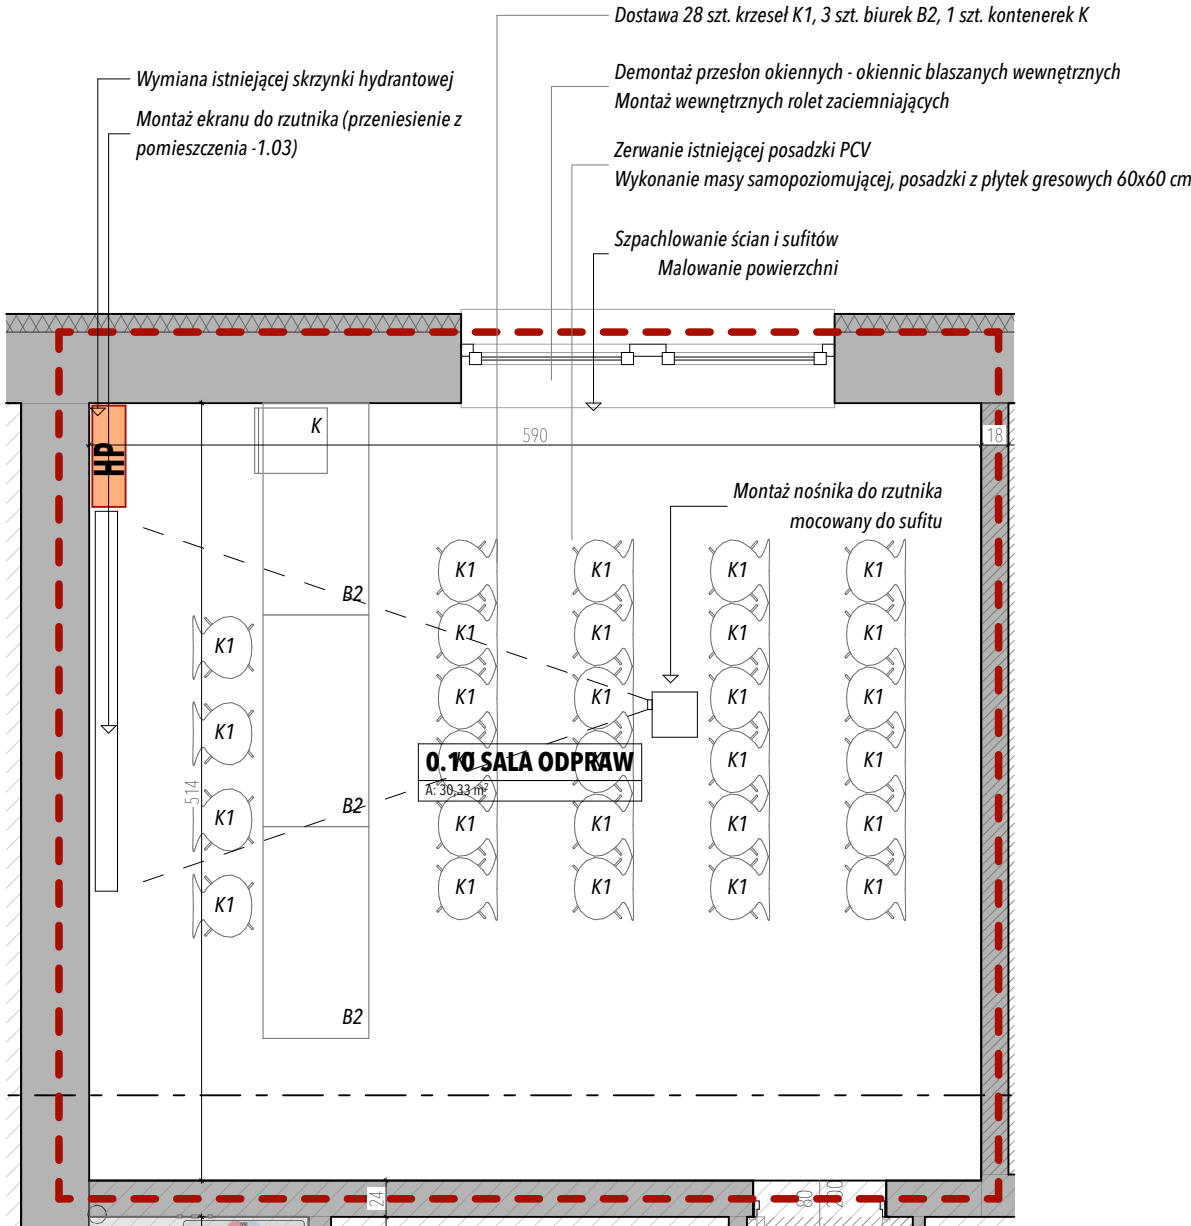 Dostawa 28 szt. krzeseł K1, 3 szt. biurek B2, 1 szt. kontenerek K
Wymiana istniejącej skrzynki hydrantowej
Demontaż przesłon okiennych - okiennic blaszanych wewnętrznych
Montaż wewnętrznych rolet zaciemniających
Montaż ekranu do rzutnika (przeniesienie z
pomieszczenia -1.03)
Zerwanie istniejącej posadzki PCV
Wykonanie masy samopoziomującej, posadzki z płytek gresowych 60x60 cm
Szpachlowanie ścian i sufitów
Malowanie powierzchni
HP
K
590
18
Montaż nośnika do rzutnika
mocowany do sufitu
K1 K1 K1 K1
B2
K1 K1 K1 K1 K1
K1 K1 K1 K1
K1
0.10 SALA ODPRAW
K1 K1 K1 K1
A: 30,33 m²
514
B2
K1 K1 K1 K1 K1
K1 K1 K1 K1
K1
B2
24
80
200